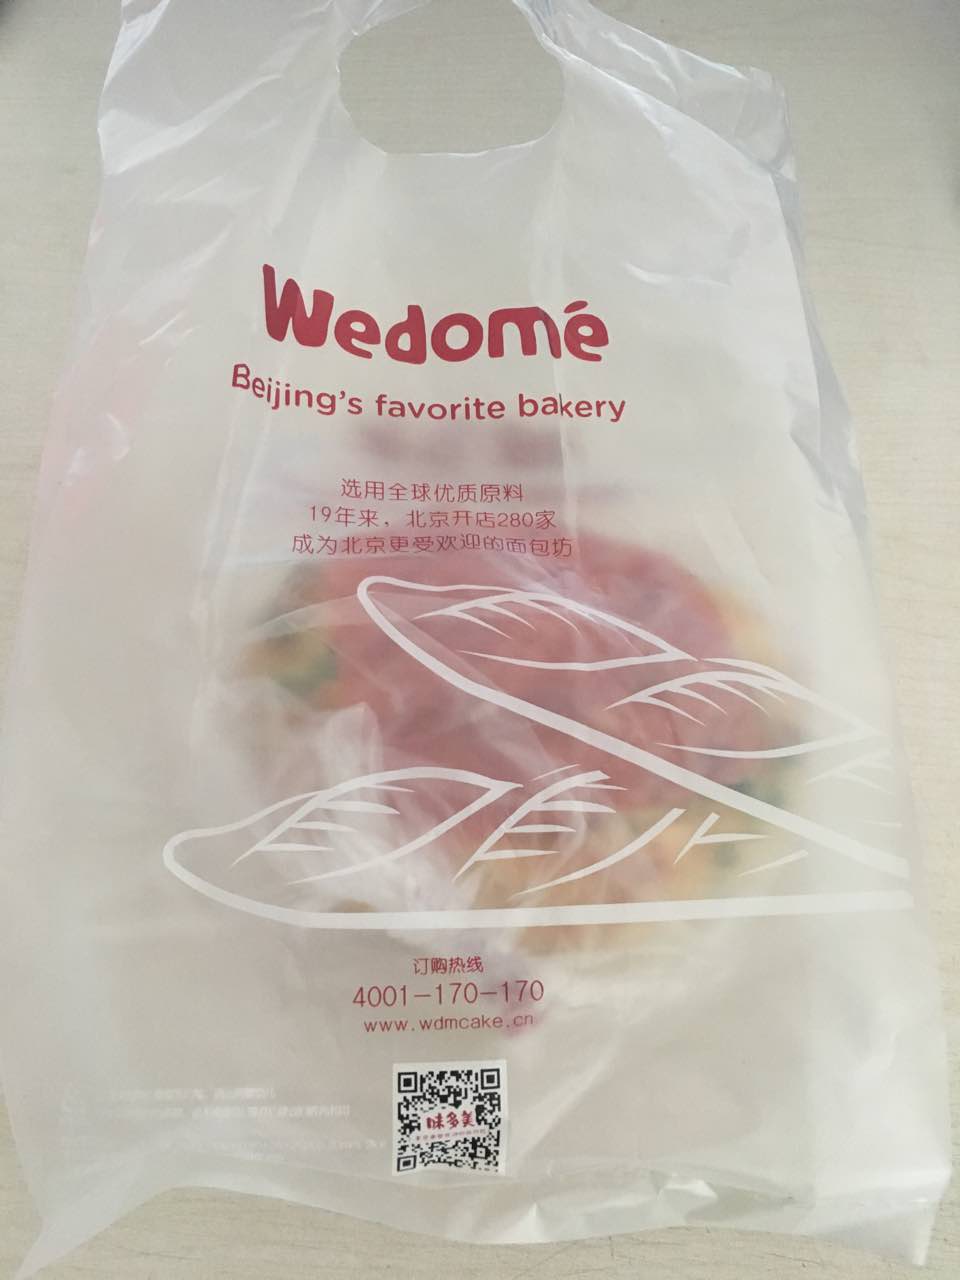 Wedomé
Beijing's favorite bakery
选用全球优质原料
19年来，北京开店280家
成为北京更受欢迎的面包坊
订购热线
4001-170-170
www.wdmcake.cn
味多美